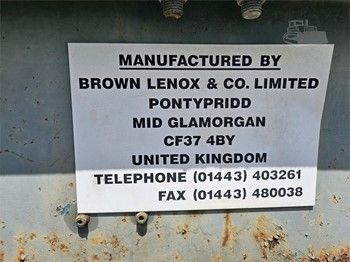 MANUFACTURED BY
BROWN LENOX & CO. LIMITED
PONTYPRIDD
MID GLAMORGAN
CF37 4BY
UNITED KINGDOM
TELEPHONE (01443) 403261
FAX (01443) 480038